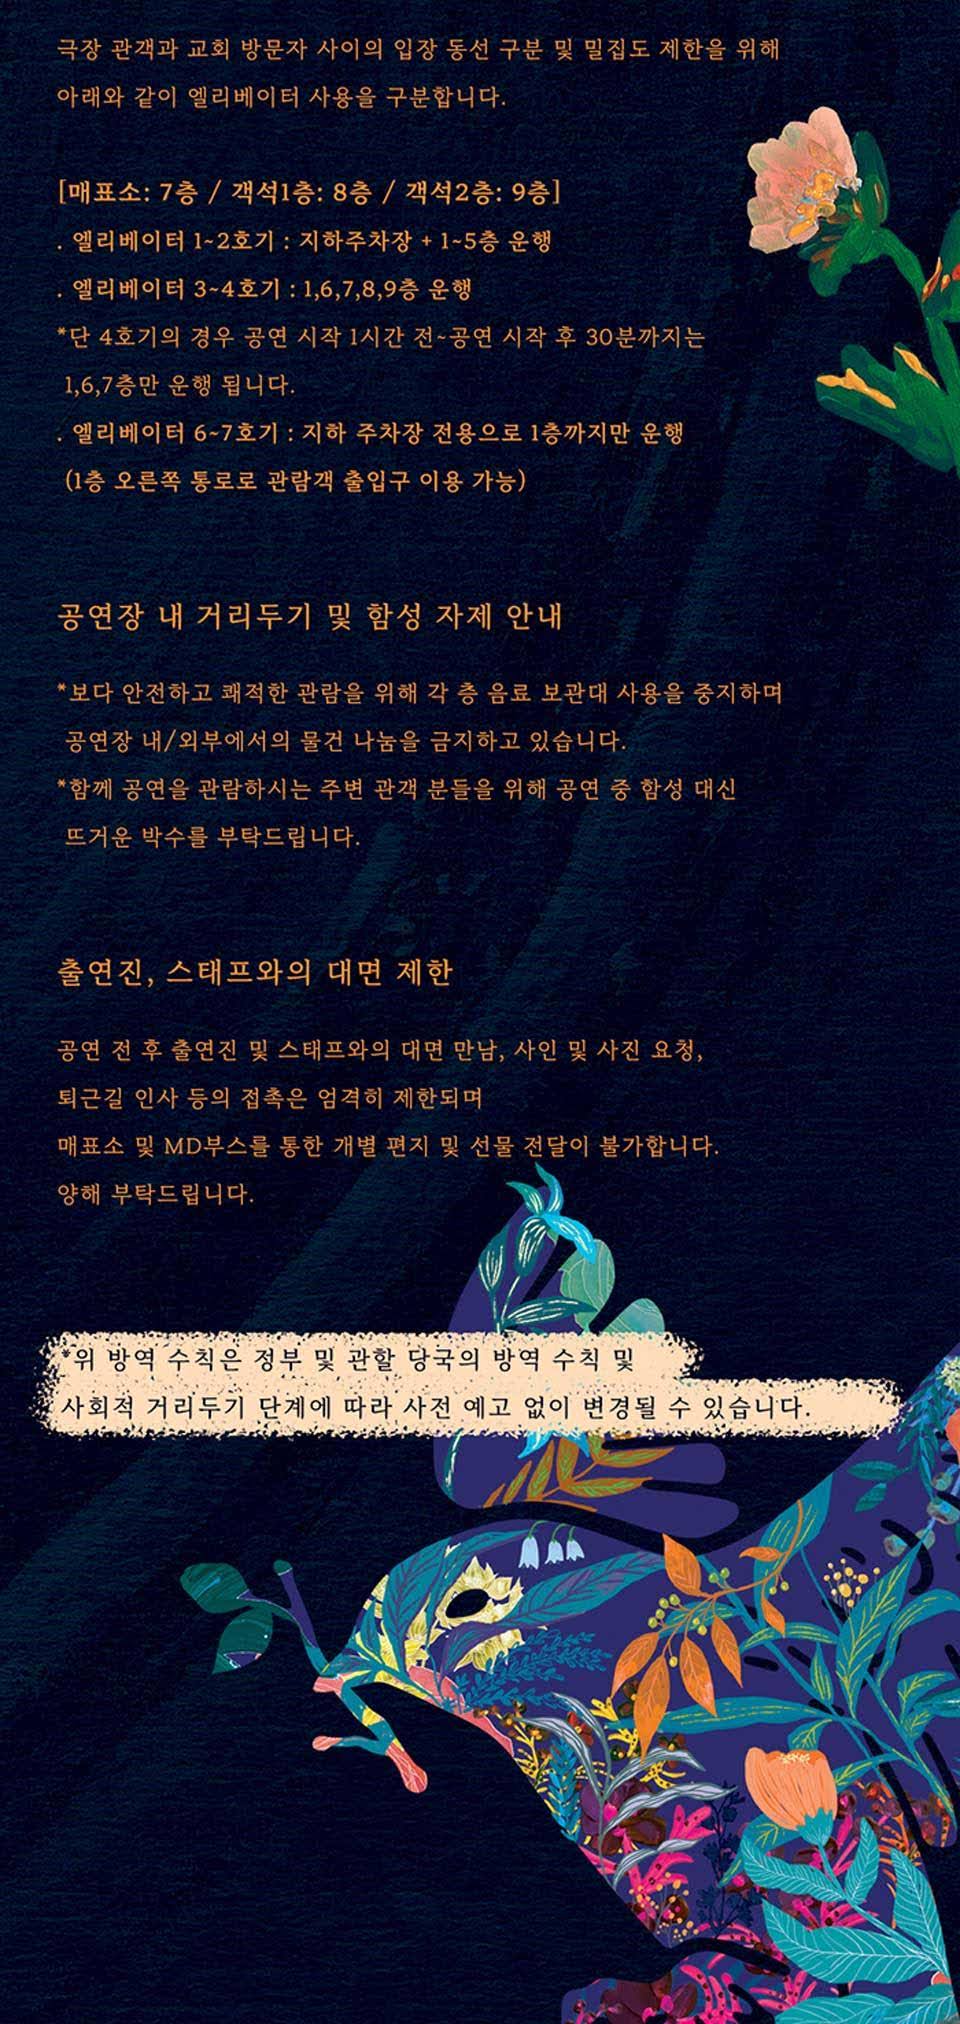 극장 관객과 교회 방문자 사이의 입장 동선 구분 및 밀집도 제한을 위해
아래와 같이 엘리베이터 사용을 구분합니다.
[매표소: 7층 / 객석1층: 8층 / 객석2층: 9층]
. 엘리베이터 1~2호기 : 지하주차장 + 1~5층 운행
. 엘리베이터 3~4호기 : 1,6,7,8,9층 운행
*단 4호기의 경우 공연 시작 1시간 전~공연 시작 후 30분까지는
1,6,7층만 운행 됩니다.
. 엘리베이터 6~7호기 : 지하 주차장 전용으로 1층까지만 운행
(1층 오른쪽 통로로 관람객 출입구 이용 가능)
공연장 내 거리두기 및 함성 자제 안내
*보다 안전하고 쾌적한 관람을 위해 각 층 음료 보관대 사용을 중지하며
공연장 내/외부에서의 물건 나눔을 금지하고 있습니다.
*함께 공연을 관람하시는 주변 관객 분들을 위해 공연 중 함성 대신
뜨거운 박수를 부탁드립니다.
출연진, 스태프와의 대면 제한
공연 전 후 출연진 및 스태프와의 대면 만남, 사인 및 사진 요청,
퇴근길 인사 등의 접촉은 엄격히 제한되며
매표소 및 MD부스를 통한 개별 편지 및 선물 전달이 불가합니다.
양해 부탁드립니다.
*위 방역 수칙은 정부 및 관할 당국의 방역 수칙 및
사회적 거리두기 단계에 따라 사전 예고 없이 변경될 수 있습니다.